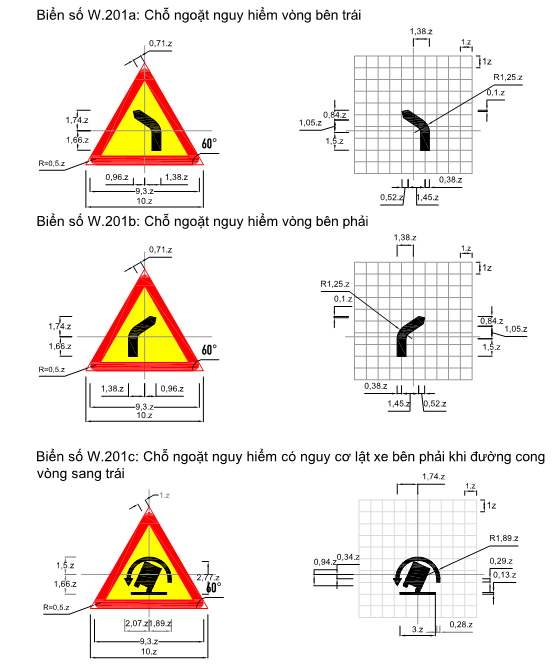 Biển số W.201a: Chỗ ngoặt nguy hiểm vòng bên trái
0,71.z
1,38.z
1.z
1z
R1,25.z
0,1.z
1,74.z
1,66.z
60°
0,84.z
1,05.z
1,5.z
R=0,5.z
0,96.z
1,38.z
9,3.z
10.z
0,38.z
0,52.z
1,45.z
Biển số W.201b: Chỗ ngoặt nguy hiểm vòng bên phải
0,71.z
1,38.z
1.z
1z
R1,25.z
0,1.z
1,74.z
1,66.z
60°
0,84.z
1,05.z
1,5.z
R=0,5.z
1,38.z
0,96.z
9,3.z
10.z
0,38.z
1,45.z
0,52.z
Biển số W.201c: Chỗ ngoặt nguy hiểm có nguy cơ lật xe bên phải khi đường cong
vòng sang trái
1.z
1,74.z
1.z
1z
R1,89.z
1,5.z
1,66.z
2,77.z
60°
0,94.z
0,34.z
0,29.z
0,13.z
R=0,5.z
2,07.z
1,89.z
9,3.z
10.z
3.z
0,28.z